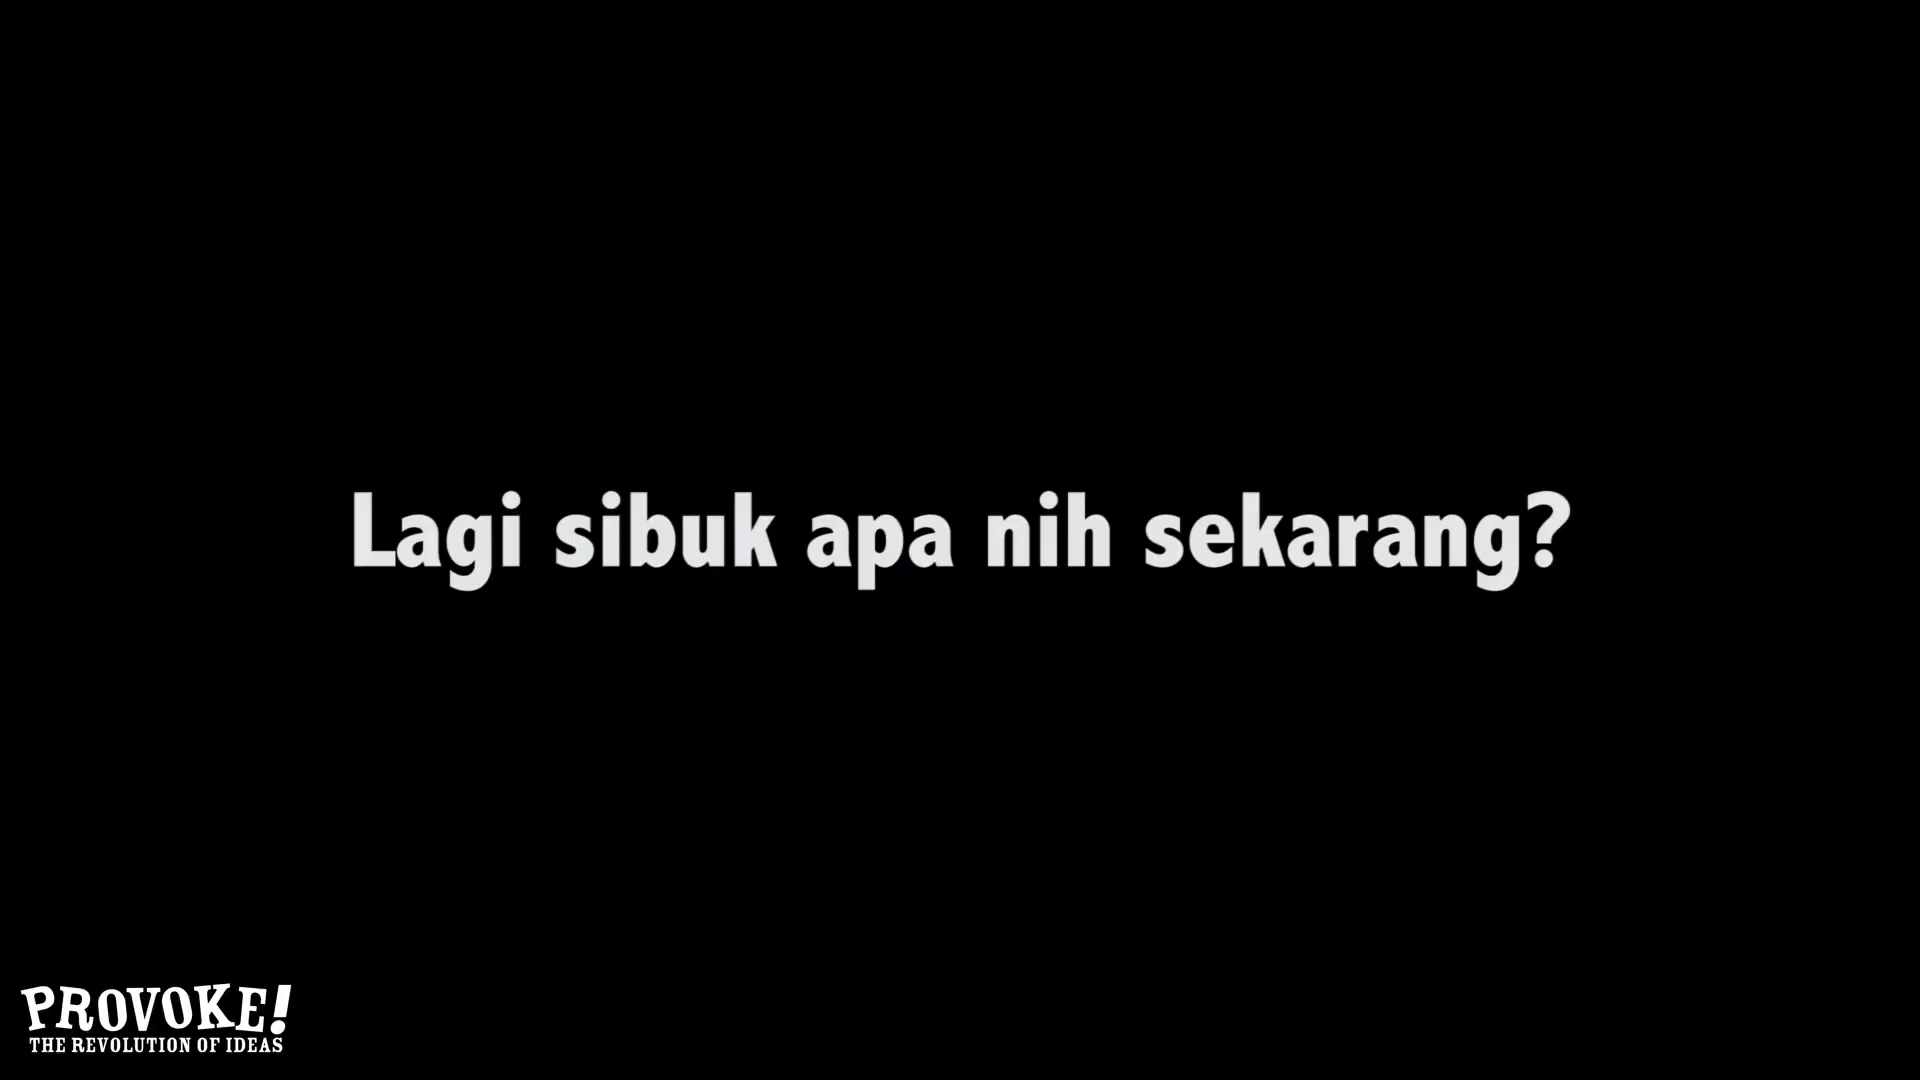 Lagi sibuk apa nih sekarang?
PROVOKE!
THE REVOLUTION OF IDEAS